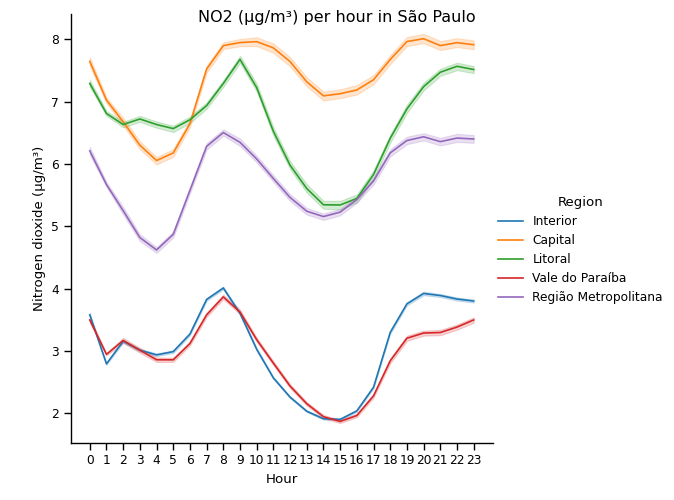 NO2 (µg/m³) per hour in São Paulo
8
7
6
5
4
3
2
Nitrogen dioxide (µg/m³)
0 1 2 3 4 5 6 7 8 9 10 11 12 13 14 15 16 17 18 19 20 21 22 23
Hour
Region
Interior
Capital
Litoral
Vale do Paraíba
Região Metropolitana